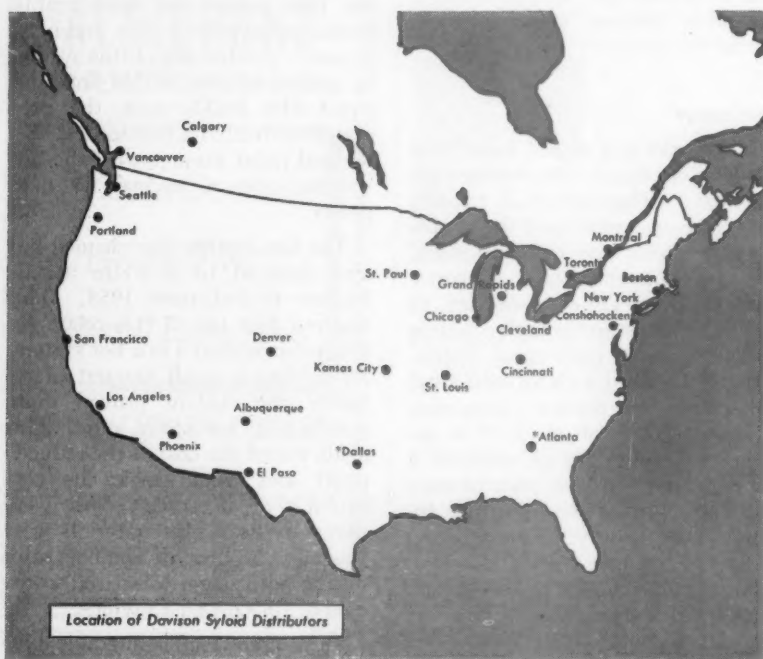 Calgary
Vancouver
Seattle
Portland
Montreal
St. Paul
Toronto
Grand Rapids
Boston
New York
Chicago
Cleveland
Conshohocken
San Francisco
Denver
Kansas City
Cincinnati
St. Louis
Los Angeles
Albuquerque
*Atlanta
Phoenix
*Dallas
El Paso
Location of Davison Syloid Distributors